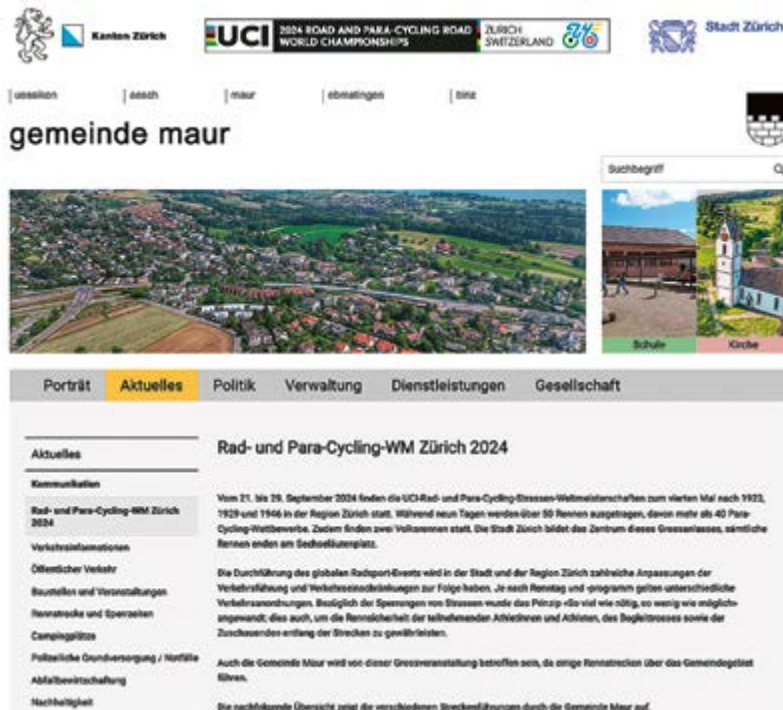 Kanton Zürich
UCI 2024 ROAD AND PARA-CYCLING ROAD WORLD CHAMPIONSHIPS ZURICH SWITZERLAND
Stadt Zürich
uessikon aesch maur ebmatingen binz
gemeinde maur
Suchbegriff
Schule Kirche
Porträt Aktuelles Politik Verwaltung Dienstleistungen Gesellschaft
Aktuelles
Kommunikation
Rad- und Para-Cycling-WM Zürich
2024
Verkehrsinformationen
Öffentlicher Verkehr
Baustellen und Veranstaltungen
Rennstrecke und Sperrzeiten
Campingplätze
Polizeiliche Grundversorgung / Notfälle
Abfallbewirtschaftung
Nachhaltigkeit
Rad- und Para-Cycling-WM Zürich 2024
Vom 21. bis 29. September 2024 finden die UCI-Rad- und Para-Cycling-Strassen-Weltmeisterschaften zum vierten Mal nach 1923,
1929 und 1946 in der Region Zürich statt. Während neun Tagen werden über 50 Rennen ausgetragen, davon mehr als 40 Para-
Cycling-Wettbewerbe. Zudem finden zwei Volksrennen statt. Die Stadt Zürich bildet das Zentrum dieses Grossanlasses, sämtliche
Rennen enden am Sechseläutenplatz.
Die Durchführung des globalen Radsport-Events wird in der Stadt und der Region Zürich zahlreiche Anpassungen der
Verkehrsführung und Verkehrseinschränkungen zur Folge haben. Je nach Renntag und -programm gelten unterschiedliche
Verkehrsanordnungen. Bezüglich der Sperrungen von Strassen wurde das Prinzip «So viel wie nötig, so wenig wie möglich»
angewandt; dies auch, um die Rennsicherheit der teilnehmenden Athletinnen und Athleten, des Begleittrosses sowie der
Zuschauenden entlang der Strecken zu gewährleisten.
Auch die Gemeinde Maur wird von dieser Grossveranstaltung betroffen sein, da einige Rennstrecken über das Gemeindegebiet
führen.
Die nachfolgende Übersicht zeigt die verschiedenen Streckenführungen durch die Gemeinde Maur auf.